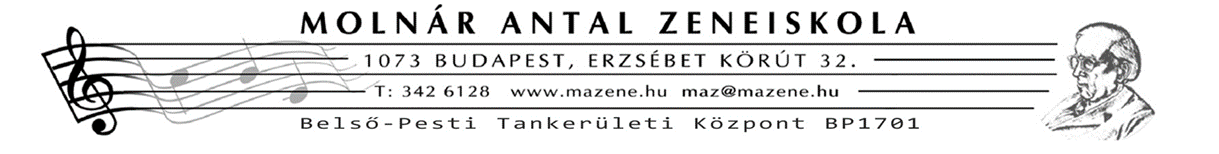 MOLNÁR ANTAL ZENEISKOLA
1073 BUDAPEST, ERZSÉBET KÖRÚT 32.
T: 342 6128 www.mazene.hu maz@mazene.hu
Belső-Pesti Tankerületi Központ BP1701